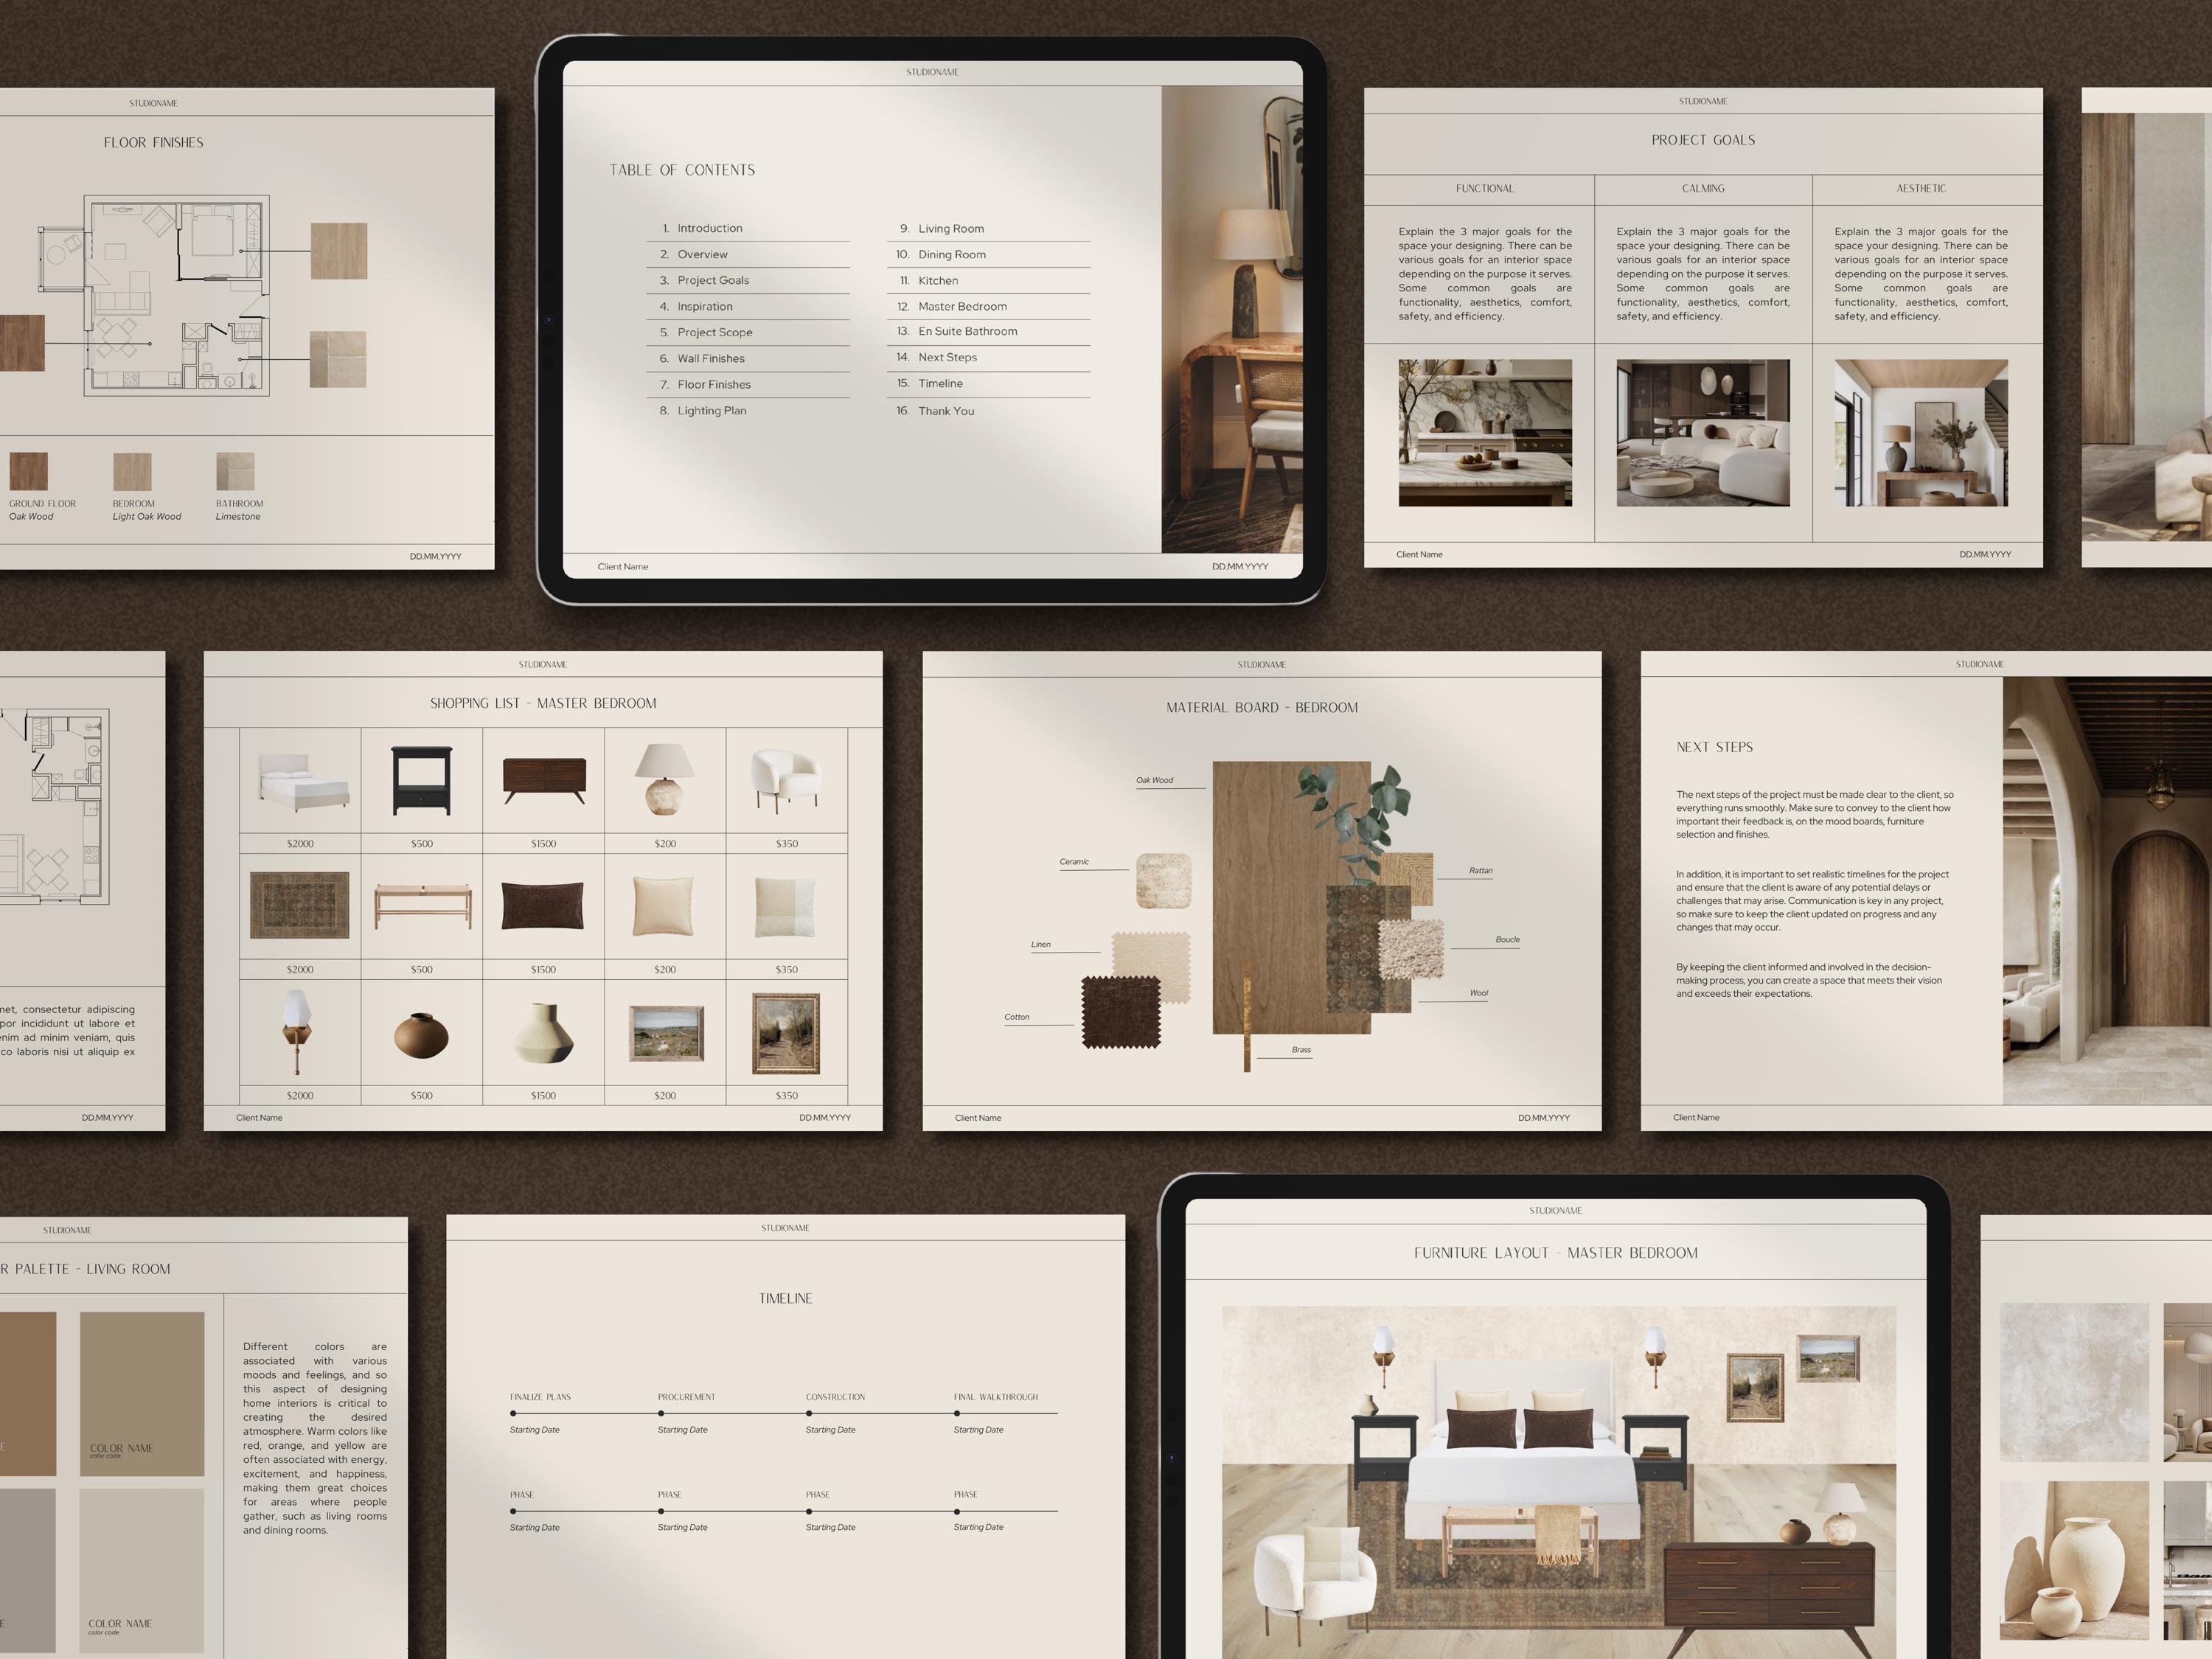 STUDIONAME
FLOOR FINISHES
GROUND FLOOR
Oak Wood
BEDROOM
Light Oak Wood
BATHROOM
Limestone
DD.MM.YYYY
STUDIONAME
TABLE OF CONTENTS
1. Introduction
2. Overview
3. Project Goals
4. Inspiration
5. Project Scope
6. Wall Finishes
7. Floor Finishes
8. Lighting Plan
9. Living Room
10. Dining Room
11. Kitchen
12. Master Bedroom
13. En Suite Bathroom
14. Next Steps
15. Timeline
16. Thank You
Client Name
DD.MM.YYYY
STUDIONAME
PROJECT GOALS
FUNCTIONAL
Explain the 3 major goals for the
space your designing. There can be
various goals for an interior space
depending on the purpose it serves.
Some common goals are
functionality, aesthetics, comfort,
safety, and efficiency.
CALMING
Explain the 3 major goals for the
space your designing. There can be
various goals for an interior space
depending on the purpose it serves.
Some common goals are
functionality, aesthetics, comfort,
safety, and efficiency.
AESTHETIC
Explain the 3 major goals for the
space your designing. There can be
various goals for an interior space
depending on the purpose it serves.
Some common goals are
functionality, aesthetics, comfort,
safety, and efficiency.
Client Name
DD.MM.YYYY
consectetur adipiscing
incididunt ut labore et
ad minim veniam, quis
laboris nisi ut aliquip ex
DD.MM.YYYY
STUDIONAME
SHOPPING LIST - MASTER BEDROOM
$2000 $500 $1500 $200 $350
$2000 $500 $1500 $200 $350
$2000 $500 $1500 $200 $350
Client Name
DD.MM.YYYY
STUDIONAME
MATERIAL BOARD - BEDROOM
Oak Wood
Ceramic
Rattan
Linen
Boucle
Wool
Cotton
Brass
Client Name
DD.MM.YYYY
STUDIONAME
NEXT STEPS
The next steps of the project must be made clear to the client, so
everything runs smoothly. Make sure to convey to the client how
important their feedback is, on the mood boards, furniture
selection and finishes.
In addition, it is important to set realistic timelines for the project
and ensure that the client is aware of any potential delays or
challenges that may arise. Communication is key in any project,
so make sure to keep the client updated on progress and any
changes that may occur.
By keeping the client informed and involved in the decision-
making process, you can create a space that meets their vision
and exceeds their expectations.
Client Name
STUDIONAME
R PALETTE - LIVING ROOM
E
COLOR NAME
color code
E
COLOR NAME
color code
Different colors are
associated with various
moods and feelings, and so
this aspect of designing
home interiors is critical to
creating the desired
atmosphere. Warm colors like
red, orange, and yellow are
often associated with energy,
excitement, and happiness,
making them great choices
for areas where people
gather, such as living rooms
and dining rooms.
STUDIONAME
TIMELINE
FINALIZE PLANS
Starting Date
PROCUREMENT
Starting Date
CONSTRUCTION
Starting Date
FINAL WALKTHROUGH
Starting Date
PHASE
Starting Date
PHASE
Starting Date
PHASE
Starting Date
PHASE
Starting Date
STUDIONAME
FURNITURE LAYOUT - MASTER BEDROOM